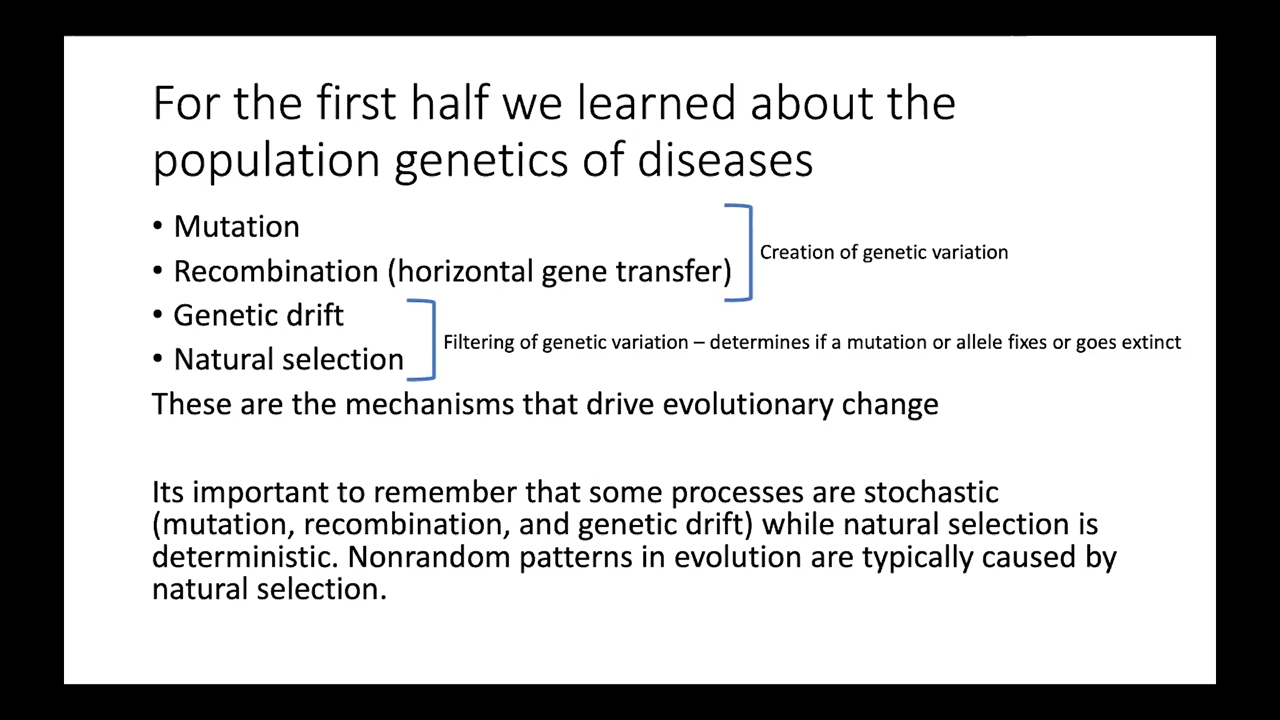 For the first half we learned about the
population genetics of diseases
• Mutation
• Recombination (horizontal gene transfer)
Creation of genetic variation
• Genetic drift
• Natural selection
Filtering of genetic variation – determines if a mutation or allele fixes or goes extinct
These are the mechanisms that drive evolutionary change
Its important to remember that some processes are stochastic
(mutation, recombination, and genetic drift) while natural selection is
deterministic. Nonrandom patterns in evolution are typically caused by
natural selection.